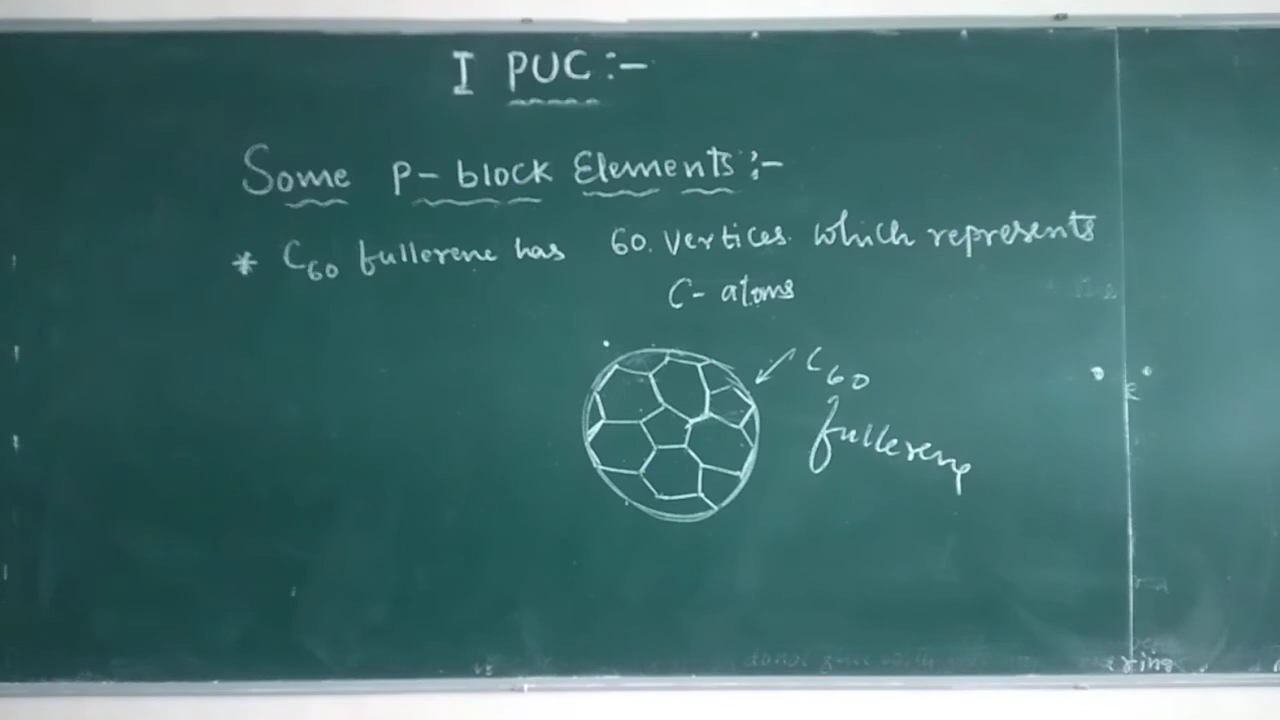 I PUC:-
Some P-block Elements:-
* C60 fullerene has 60. Vertices. which represents
C- atoms
C60
fullerene